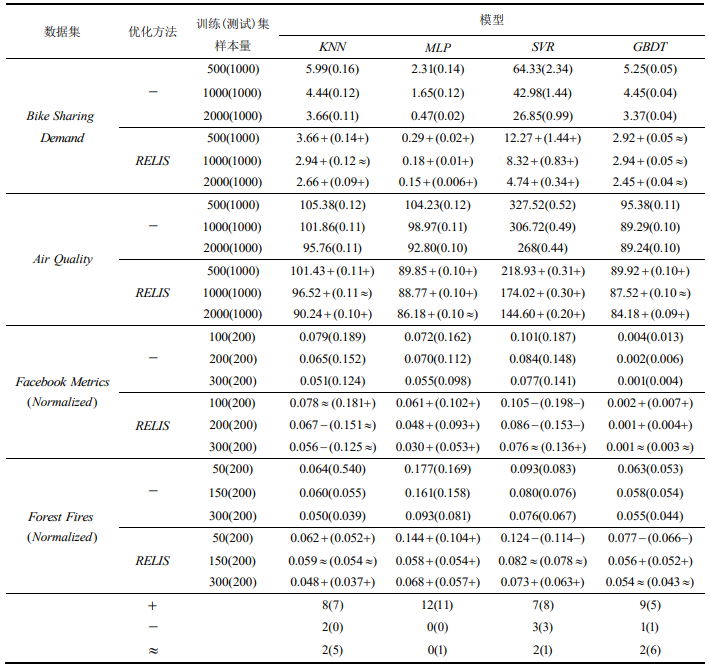 数据集 优化方法 训练(测试)集 样本量 模型
KNN MLP SVR GBDT
Bike Sharing Demand
− 500(1000) 5.99(0.16) 2.31(0.14) 64.33(2.34) 5.25(0.05)
1000(1000) 4.44(0.12) 1.65(0.12) 42.98(1.44) 4.45(0.04)
2000(1000) 3.66(0.11) 0.47(0.02) 26.85(0.99) 3.37(0.04)
RELIS 500(1000) 3.66+(0.14+) 0.29+(0.02+) 12.27+(1.44+) 2.92+(0.05≈)
1000(1000) 2.94+(0.12≈) 0.18+(0.01+) 8.32+(0.83+) 2.94+(0.05≈)
2000(1000) 2.66+(0.09+) 0.15+(0.006+) 4.74+(0.34+) 2.45+(0.04≈)
Air Quality
− 500(1000) 105.38(0.12) 104.23(0.12) 327.52(0.52) 95.38(0.11)
1000(1000) 101.86(0.11) 98.97(0.11) 306.72(0.49) 89.29(0.10)
2000(1000) 95.76(0.11) 92.80(0.10) 268(0.44) 89.24(0.10)
RELIS 500(1000) 101.43+(0.11+) 89.85+(0.10+) 218.93+(0.31+) 89.92+(0.10+)
1000(1000) 96.52+(0.11≈) 88.77+(0.10+) 174.02+(0.30+) 87.52+(0.10≈)
2000(1000) 90.24+(0.10+) 86.18+(0.10≈) 144.60+(0.20+) 84.18+(0.09+)
Facebook Metrics (Normalized)
− 100(200) 0.079(0.189) 0.072(0.162) 0.101(0.187) 0.004(0.013)
200(200) 0.065(0.152) 0.070(0.112) 0.084(0.148) 0.002(0.006)
300(200) 0.051(0.124) 0.055(0.098) 0.077(0.141) 0.001(0.004)
RELIS 100(200) 0.078≈(0.181+) 0.061+(0.102+) 0.105−(0.198−) 0.002+(0.007+)
200(200) 0.067−(0.151≈) 0.048+(0.093+) 0.086−(0.153−) 0.001+(0.004+)
300(200) 0.056−(0.125≈) 0.030+(0.053+) 0.076≈(0.136+) 0.001≈(0.003≈)
Forest Fires (Normalized)
− 50(200) 0.064(0.540) 0.177(0.169) 0.093(0.083) 0.063(0.053)
150(200) 0.060(0.055) 0.161(0.158) 0.080(0.076) 0.058(0.054)
300(200) 0.050(0.039) 0.093(0.081) 0.076(0.067) 0.055(0.044)
RELIS 50(200) 0.062+(0.052+) 0.144+(0.104+) 0.124−(0.114−) 0.077−(0.066−)
150(200) 0.059≈(0.054≈) 0.058+(0.054+) 0.082≈(0.078≈) 0.056+(0.052+)
300(200) 0.048+(0.037+) 0.068+(0.057+) 0.073+(0.063+) 0.054≈(0.043≈)
+ 8(7) 12(11) 7(8) 9(5)
− 2(0) 0(0) 3(3) 1(1)
≈ 2(5) 0(1) 2(1) 2(6)